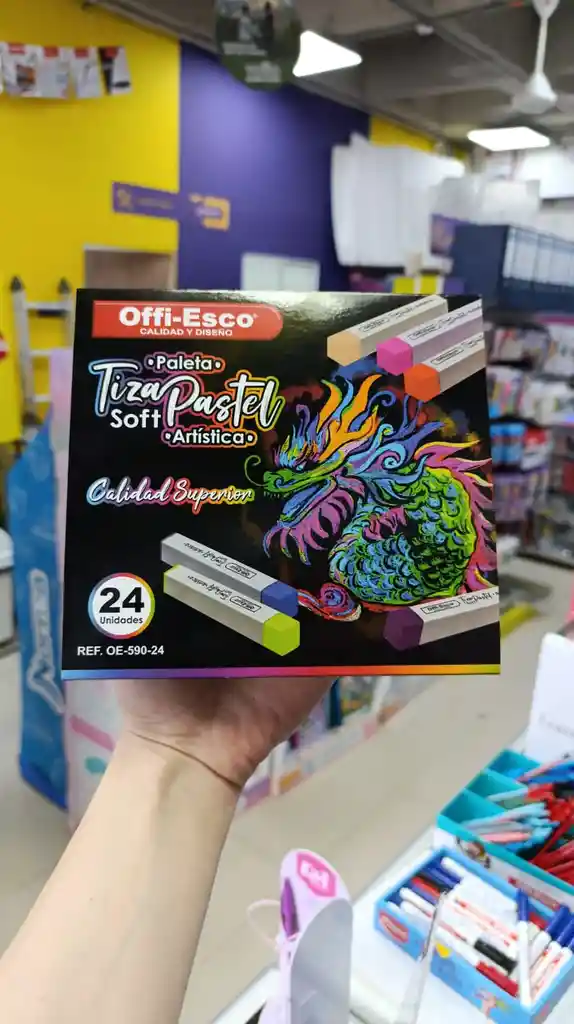 Offi-Esco®
CALIDAD Y DISEÑO
•Paleta•
Tiza Pastel
Soft
•Artística•
Calidad Superior
24
Unidades
REF. OE-590-24